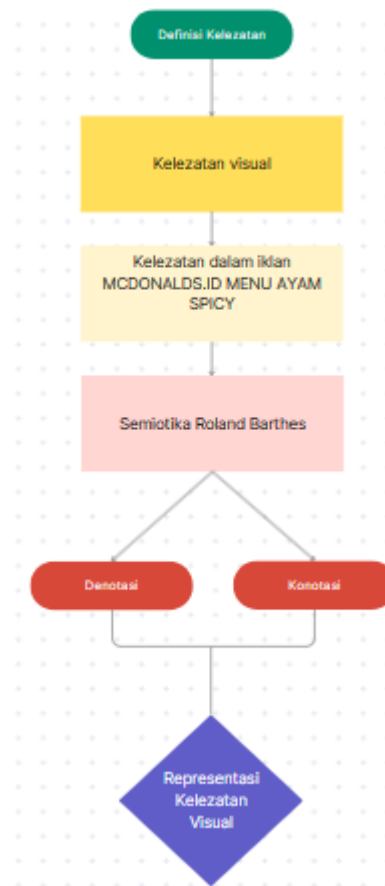 Definisi Kelezatan
Kelezatan visual
Kelezatan dalam iklan
MCDONALDS.ID MENU AYAM
SPICY
Semiotika Roland Barthes
Denotasi
Konotasi
Representasi
Kelezatan
Visual